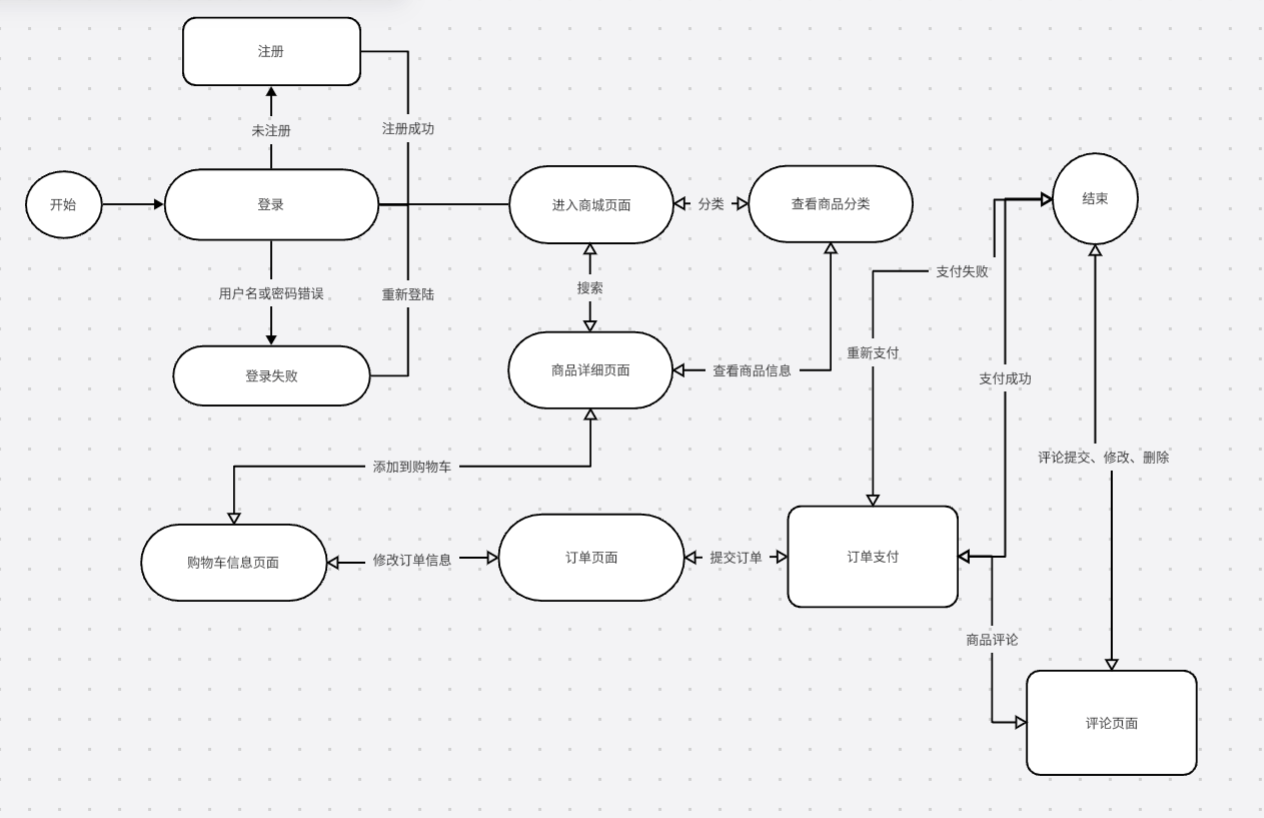 注册
未注册
注册成功
开始
登录
进入商城页面
分类
查看商品分类
结束
支付失败
用户名或密码错误
重新登陆
搜索
重新支付
登录失败
商品详细页面
查看商品信息
支付成功
添加到购物车
评论提交、修改、删除
购物车信息页面
修改订单信息
订单页面
提交订单
订单支付
商品评论
评论页面